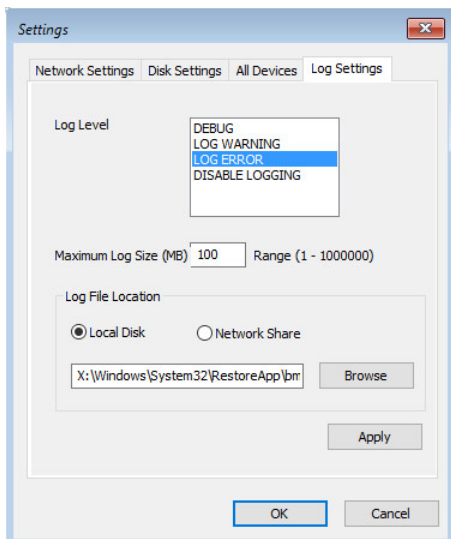 Settings
Network Settings Disk Settings All Devices Log Settings
Log Level
DEBUG
LOG WARNING
LOG ERROR
DISABLE LOGGING
Maximum Log Size (MB) 100 Range (1 - 1000000)
Log File Location
Local Disk Network Share
X:\Windows\System32\RestoreApp\bm Browse
Apply
OK Cancel